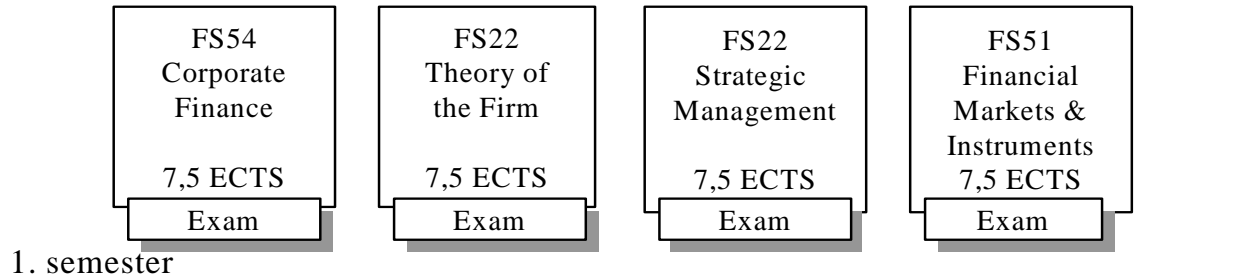 FS54
Corporate
Finance
7,5 ECTS
Exam
FS22
Theory of
the Firm
7,5 ECTS
Exam
FS22
Strategic
Management
7,5 ECTS
Exam
FS51
Financial
Markets &
Instruments
7,5 ECTS
Exam
1. semester